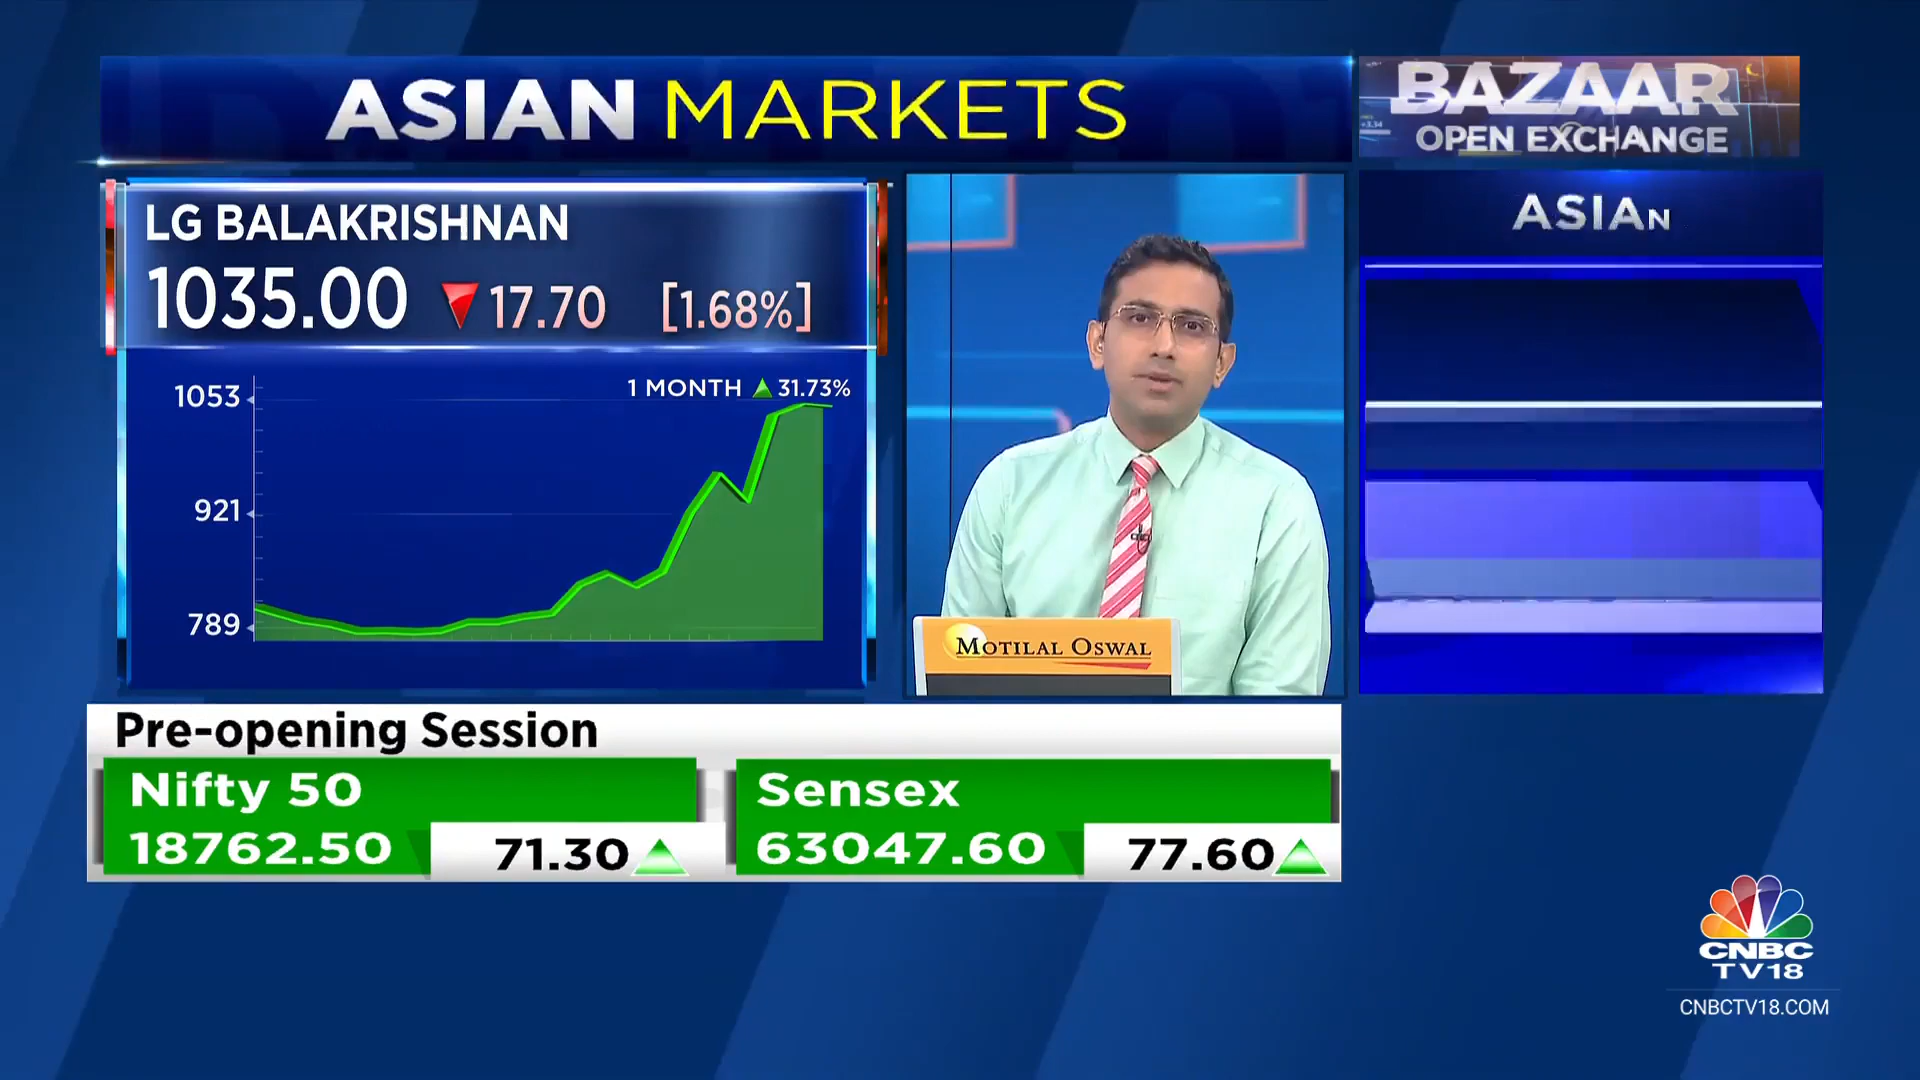 ASIAN MARKETS
BAZAAR
OPEN EXCHANGE
LG BALAKRISHNAN
1035.00 ▼17.70 [1.68%]
1 MONTH ▲ 31.73%
1053
921
789
MOTILAL OSWAL
ASIAN
Pre-opening Session
Nifty 50
18762.50 71.30▲
Sensex
63047.60 77.60▲
CNBC
TV18
CNBCTV18.COM